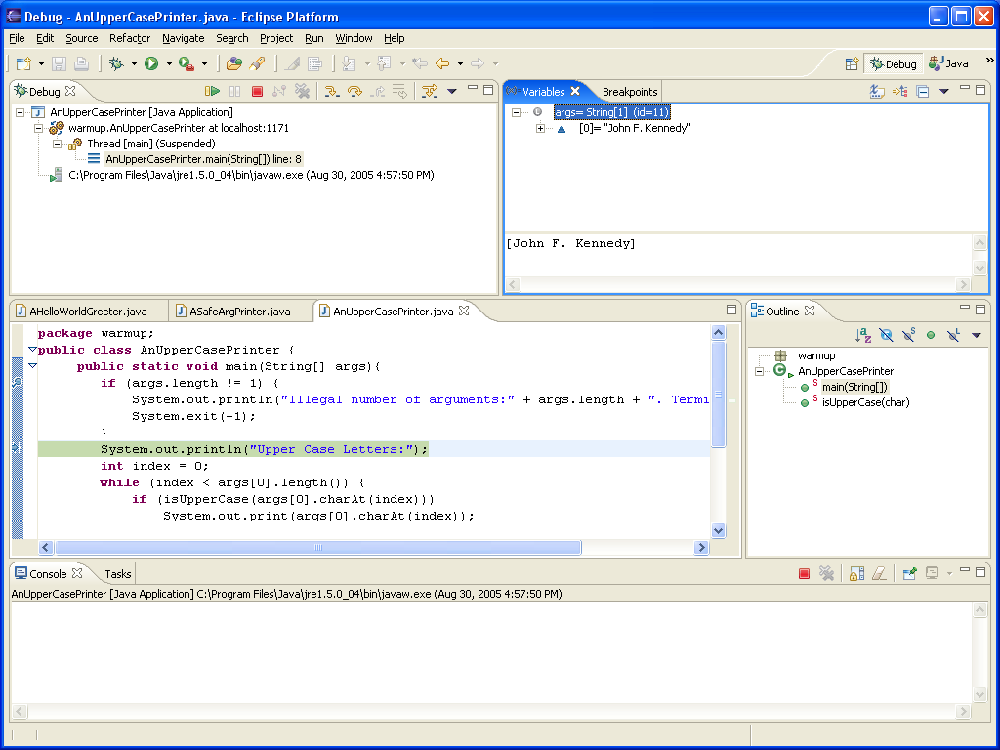 Debug - AnUpperCasePrinter.java - Eclipse Platform
File Edit Source Refactor Navigate Search Project Run Window Help
Debug Java »
Debug
AnUpperCasePrinter [Java Application]
warmup.AnUpperCasePrinter at localhost:1171
Thread [main] (Suspended)
AnUpperCasePrinter.main(String[]) line: 8
C:\Program Files\Java\jre1.5.0_04\bin\javaw.exe (Aug 30, 2005 4:57:50 PM)
Variables Breakpoints
args= String[1] (id=11)
[0]= "John F. Kennedy"
[John F. Kennedy]
AHelloWorldGreeter.java ASafeArgPrinter.java AnUpperCasePrinter.java
package warmup;
public class AnUpperCasePrinter {
public static void main(String[] args){
if (args.length != 1) {
System.out.println("Illegal number of arguments:" + args.length + ". Termi
System.exit(-1);
}
System.out.println("Upper Case Letters:");
int index = 0;
while (index < args[0].length()) {
if (isUpperCase(args[0].charAt(index)))
System.out.print(args[0].charAt(index));
Outline
warmup
AnUpperCasePrinter
main(String[])
isUpperCase(char)
Console Tasks
AnUpperCasePrinter [Java Application] C:\Program Files\Java\jre1.5.0_04\bin\javaw.exe (Aug 30, 2005 4:57:50 PM)